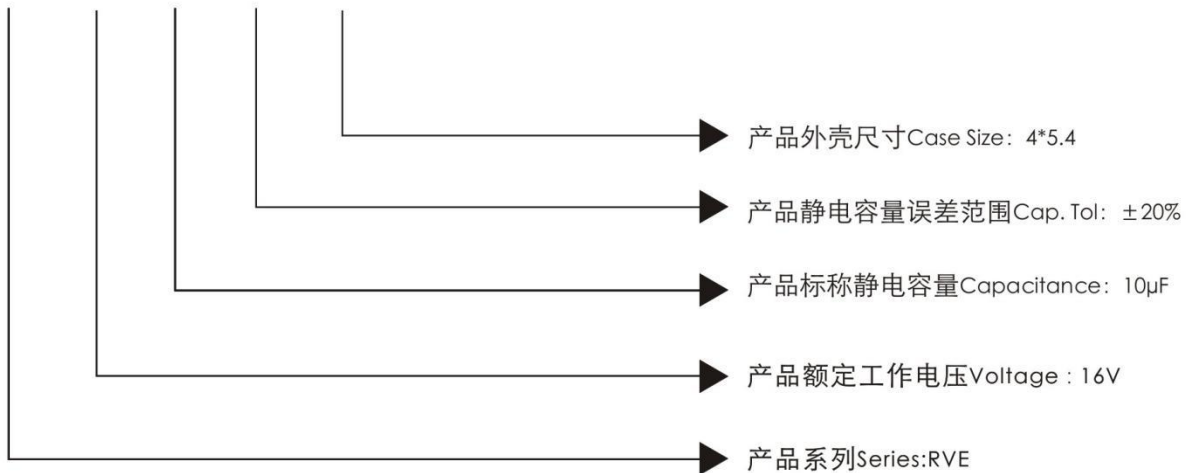 产品外壳尺寸Case Size: 4*5.4
产品静电容量误差范围Cap. Tol: ±20%
产品标称静电容量Capacitance: 10μF
产品额定工作电压Voltage : 16V
产品系列Series:RVE